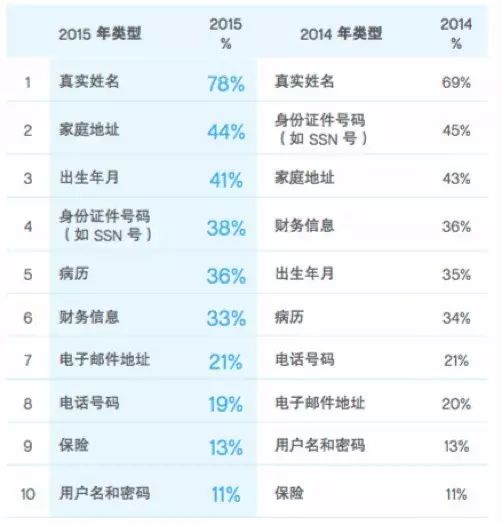 2015 年类型 2015 % 2014 年类型 2014 %
1 真实姓名 78% 真实姓名 69%
2 家庭地址 44% 身份证件号码（如 SSN 号） 45%
3 出生年月 41% 家庭地址 43%
4 身份证件号码（如 SSN 号） 38% 财务信息 36%
5 病历 36% 出生年月 35%
6 财务信息 33% 病历 34%
7 电子邮件地址 21% 电话号码 21%
8 电话号码 19% 电子邮件地址 20%
9 保险 13% 用户名和密码 13%
10 用户名和密码 11% 保险 11%